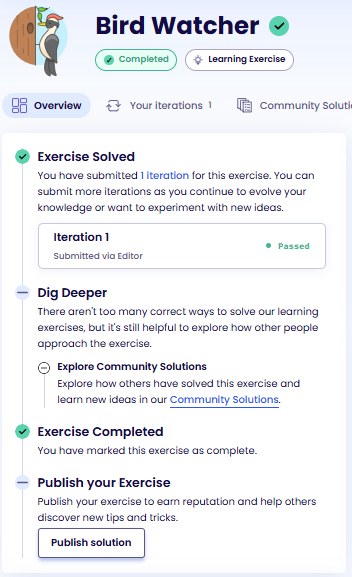 Bird Watcher
Completed
Learning Exercise
Overview
Your iterations 1
Community Soluti
Exercise Solved
You have submitted 1 iteration for this exercise. You can
submit more iterations as you continue to evolve your
knowledge or want to experiment with new ideas.
Iteration 1
Submitted via Editor
Passed
Dig Deeper
There aren't too many correct ways to solve our learning
exercises, but it's still helpful to explore how other people
approach the exercise.
Explore Community Solutions
Explore how others have solved this exercise and
learn new ideas in our Community Solutions.
Exercise Completed
You have marked this exercise as complete.
Publish your Exercise
Publish your exercise to earn reputation and help others
discover new tips and tricks.
Publish solution